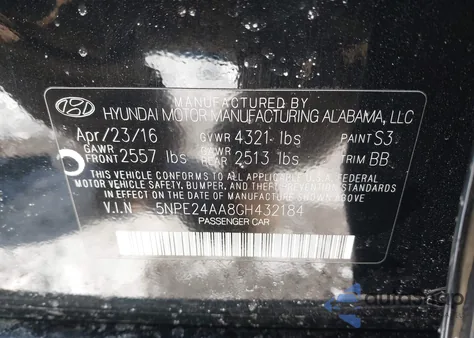 MANUFACTURED BY
HYUNDAI MOTOR MANUFACTURING ALABAMA, LLC
Apr/23/16 GVWR 4321 lbs PAINT S3
GAWR FRONT 2557 lbs GAWR REAR 2513 lbs TRIM BB
THIS VEHICLE CONFORMS TO ALL APPLICABLE U.S. FEDERAL
MOTOR VEHICLE SAFETY, BUMPER, AND THEFT PREVENTION STANDARDS
IN EFFECT ON THE DATE OF MANUFACTURE SHOWN ABOVE.
V.I.N 5NPE24AA8GH432184
PASSENGER CAR
autoShop